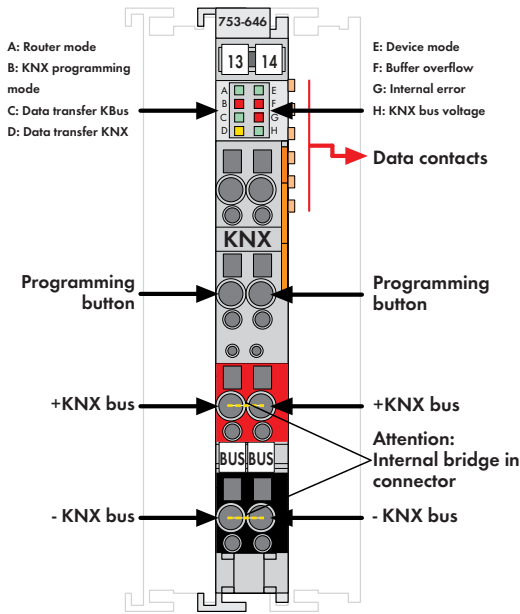 753-646
13 14
A: Router mode
B: KNX programming
mode
C: Data transfer KBus
D: Data transfer KNX
A E
B F
C G
D H
E: Device mode
F: Buffer overflow
G: Internal error
H: KNX bus voltage
Data contacts
KNX
Programming
button
Programming
button
+KNX bus
+KNX bus
Attention:
Internal bridge in
connector
BUS BUS
- KNX bus
- KNX bus